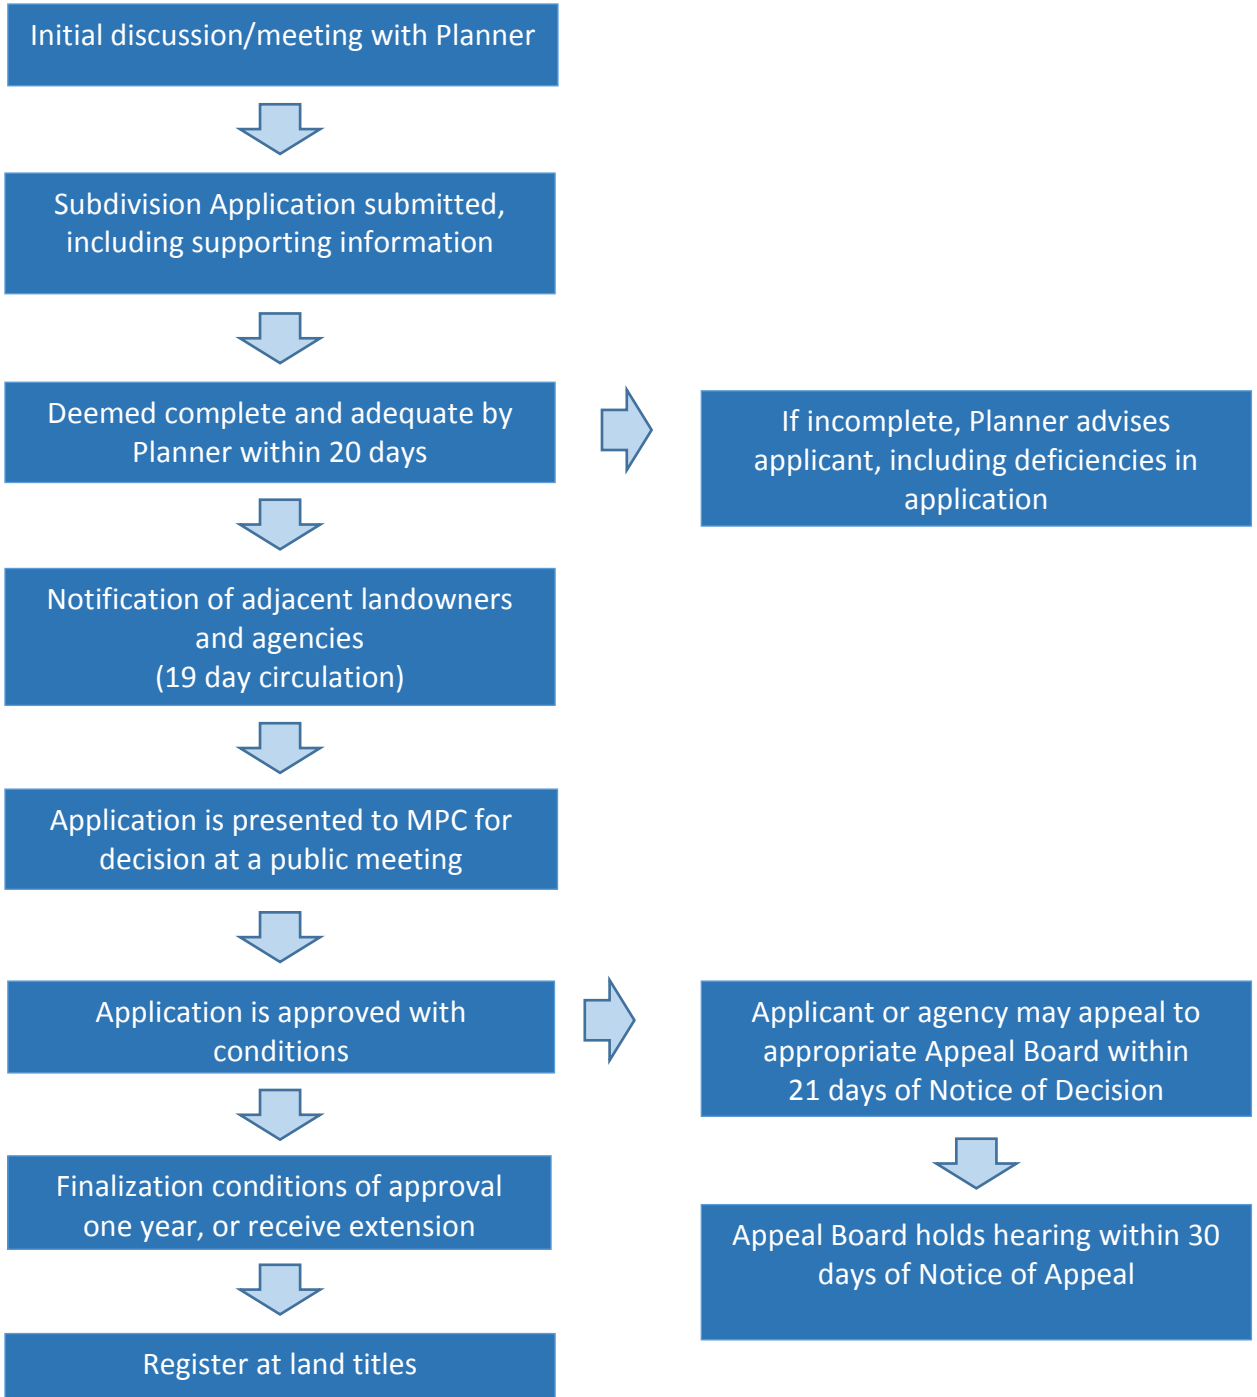 Initial discussion/meeting with Planner
Subdivision Application submitted,
including supporting information
Deemed complete and adequate by
Planner within 20 days
If incomplete, Planner advises
applicant, including deficiencies in
application
Notification of adjacent landowners
and agencies
(19 day circulation)
Application is presented to MPC for
decision at a public meeting
Application is approved with
conditions
Applicant or agency may appeal to
appropriate Appeal Board within
21 days of Notice of Decision
Finalization conditions of approval
one year, or receive extension
Appeal Board holds hearing within 30
days of Notice of Appeal
Register at land titles